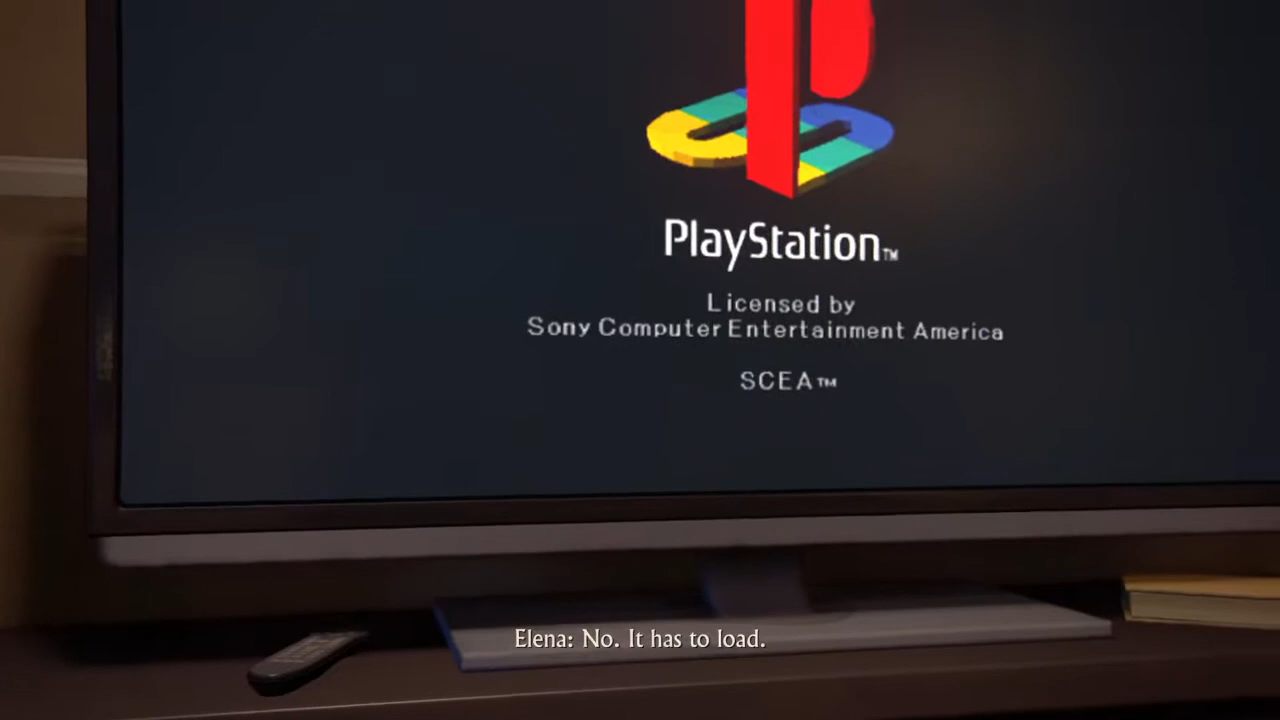 PlayStation™
Licensed by
Sony Computer Entertainment America
SCEA™
Elena: No. It has to load.